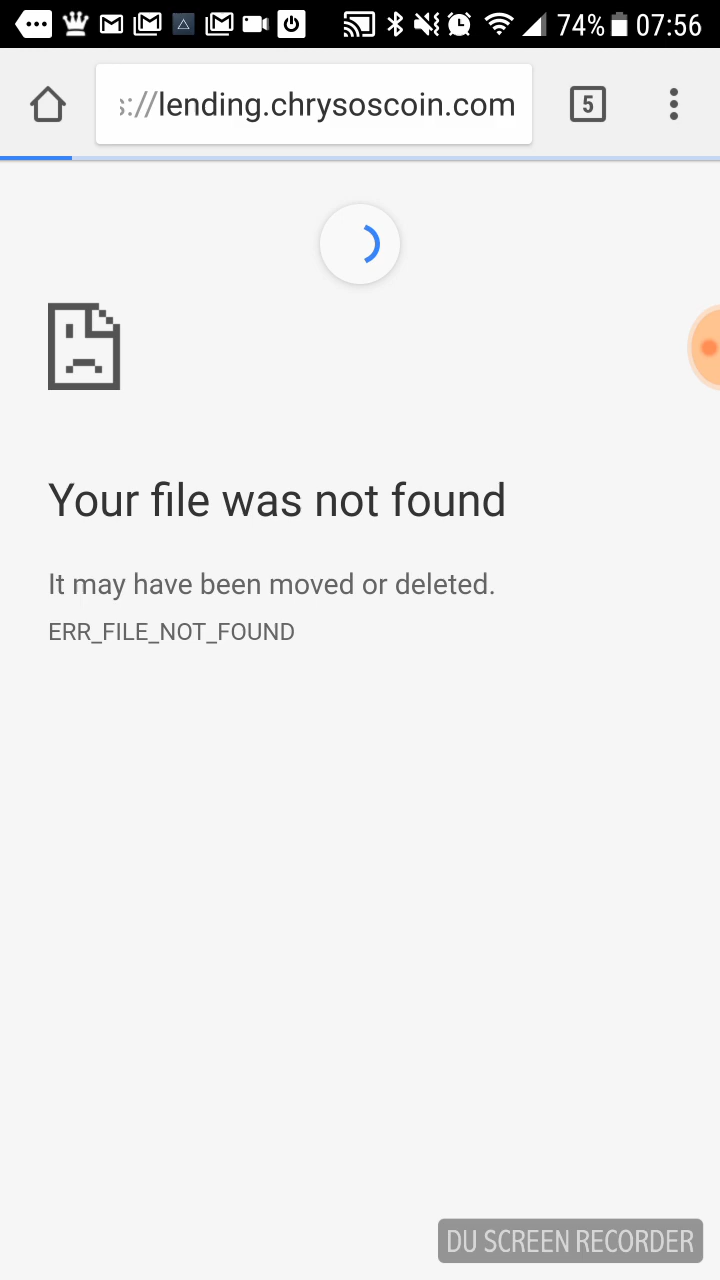 74% 07:56
s://lending.chrysoscoin.com
5
Your file was not found
It may have been moved or deleted.
ERR_FILE_NOT_FOUND
DU SCREEN RECORDER